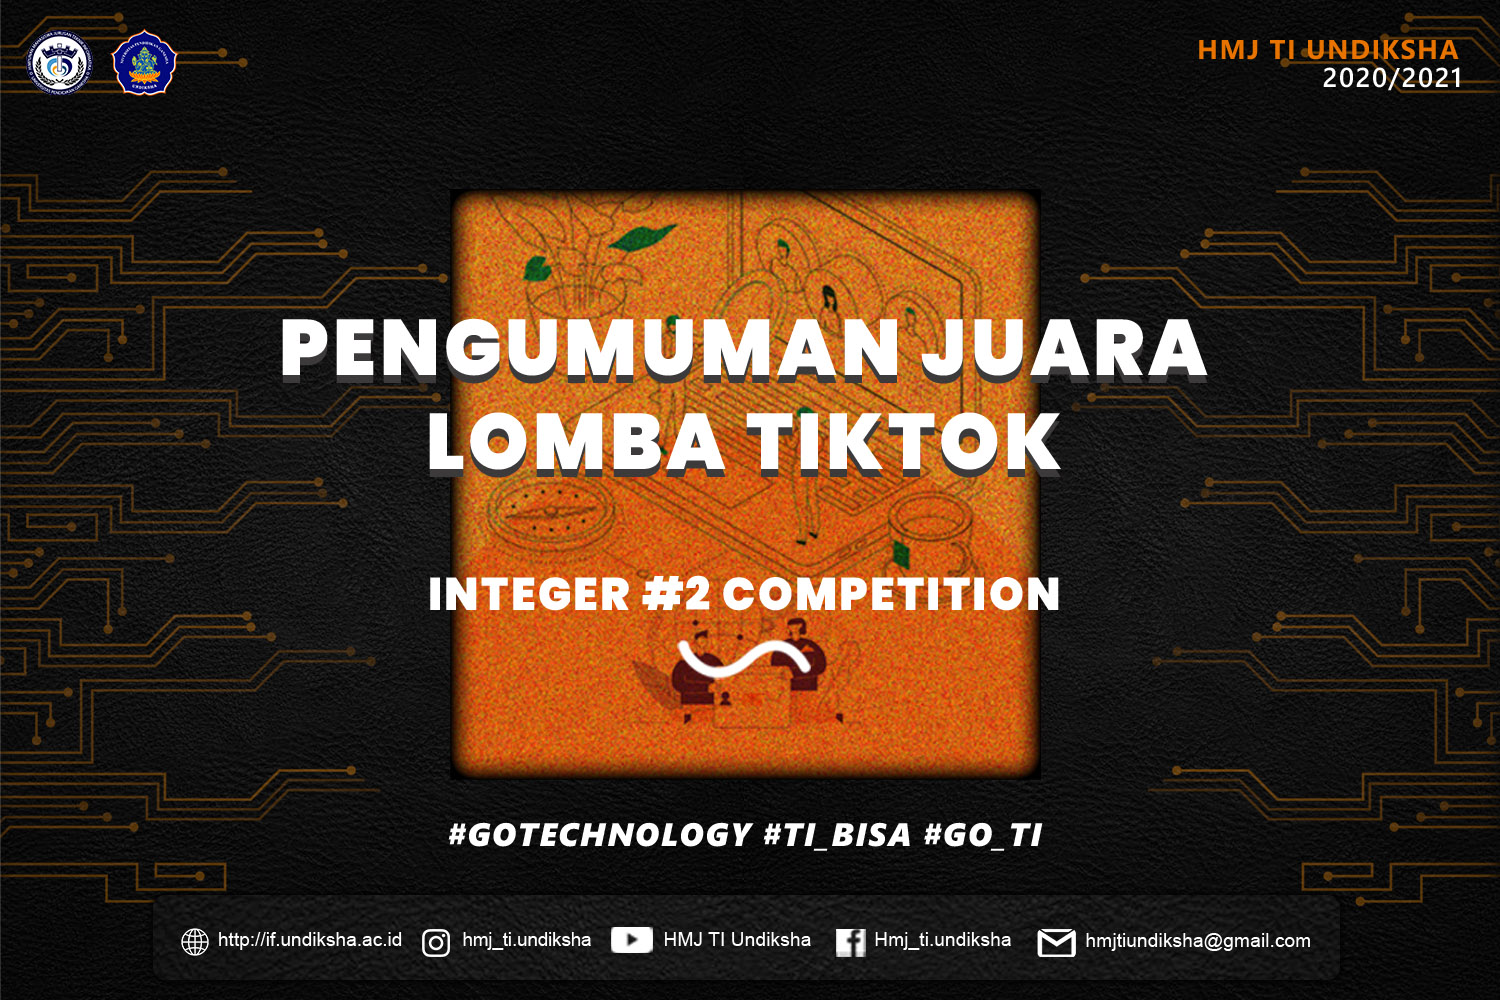 HMJ TI UNDIKSHA
2020/2021
PENGUMUMAN JUARA
LOMBA TIKTOK
INTEGER #2 COMPETITION
#GOTECHNOLOGY #TI_BISA #GO_TI
http://if.undiksha.ac.id hmj_ti.undiksha HMJ TI Undiksha Hmj_ti.undiksha hmjtiundiksha@gmail.com